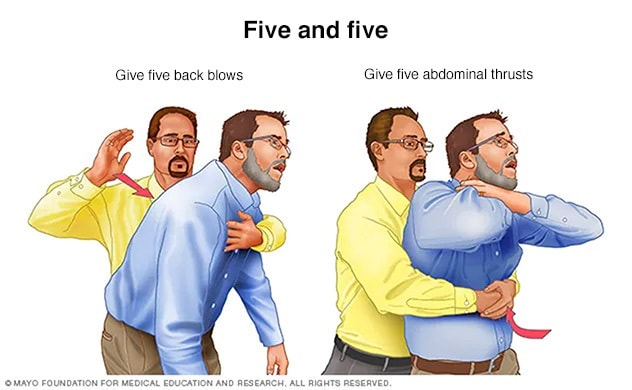 Five and five
Give five back blows
Give five abdominal thrusts
© MAYO FOUNDATION FOR MEDICAL EDUCATION AND RESEARCH. ALL RIGHTS RESERVED.